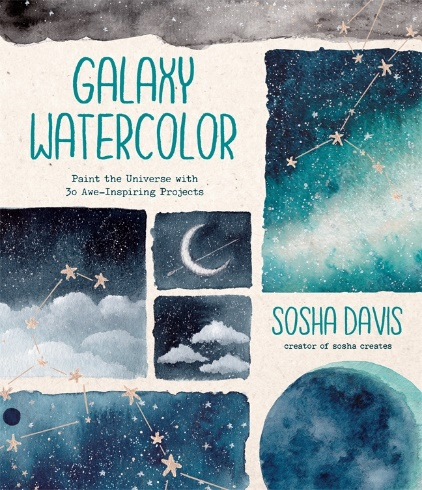 GALAXY
WATERCOLOR
Paint the Universe with
30 Awe-Inspiring Projects
SOSHA DAVIS
creator of sosha creates